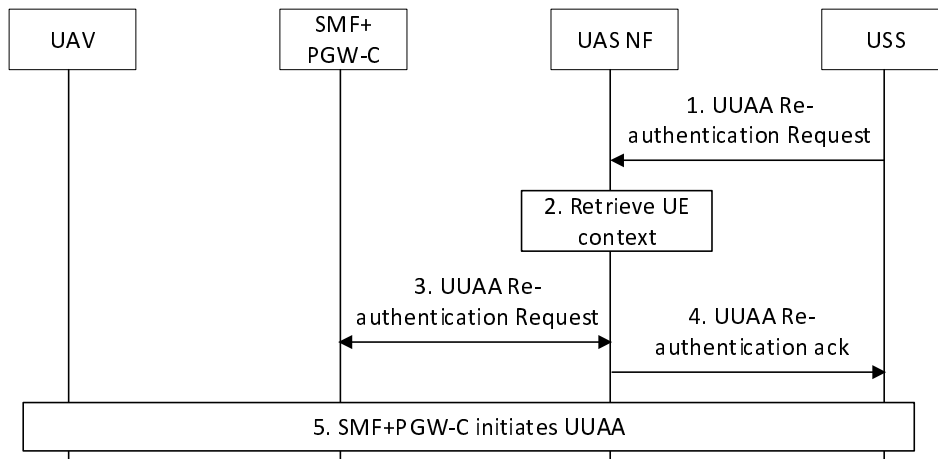 UAV
SMF+
PGW-C
UAS NF
USS
1. UUAA Re-
authentication Request
2. Retrieve UE
context
3. UUAA Re-
authentication Request
4. UUAA Re-
authentication ack
5. SMF+PGW-C initiates UUAA